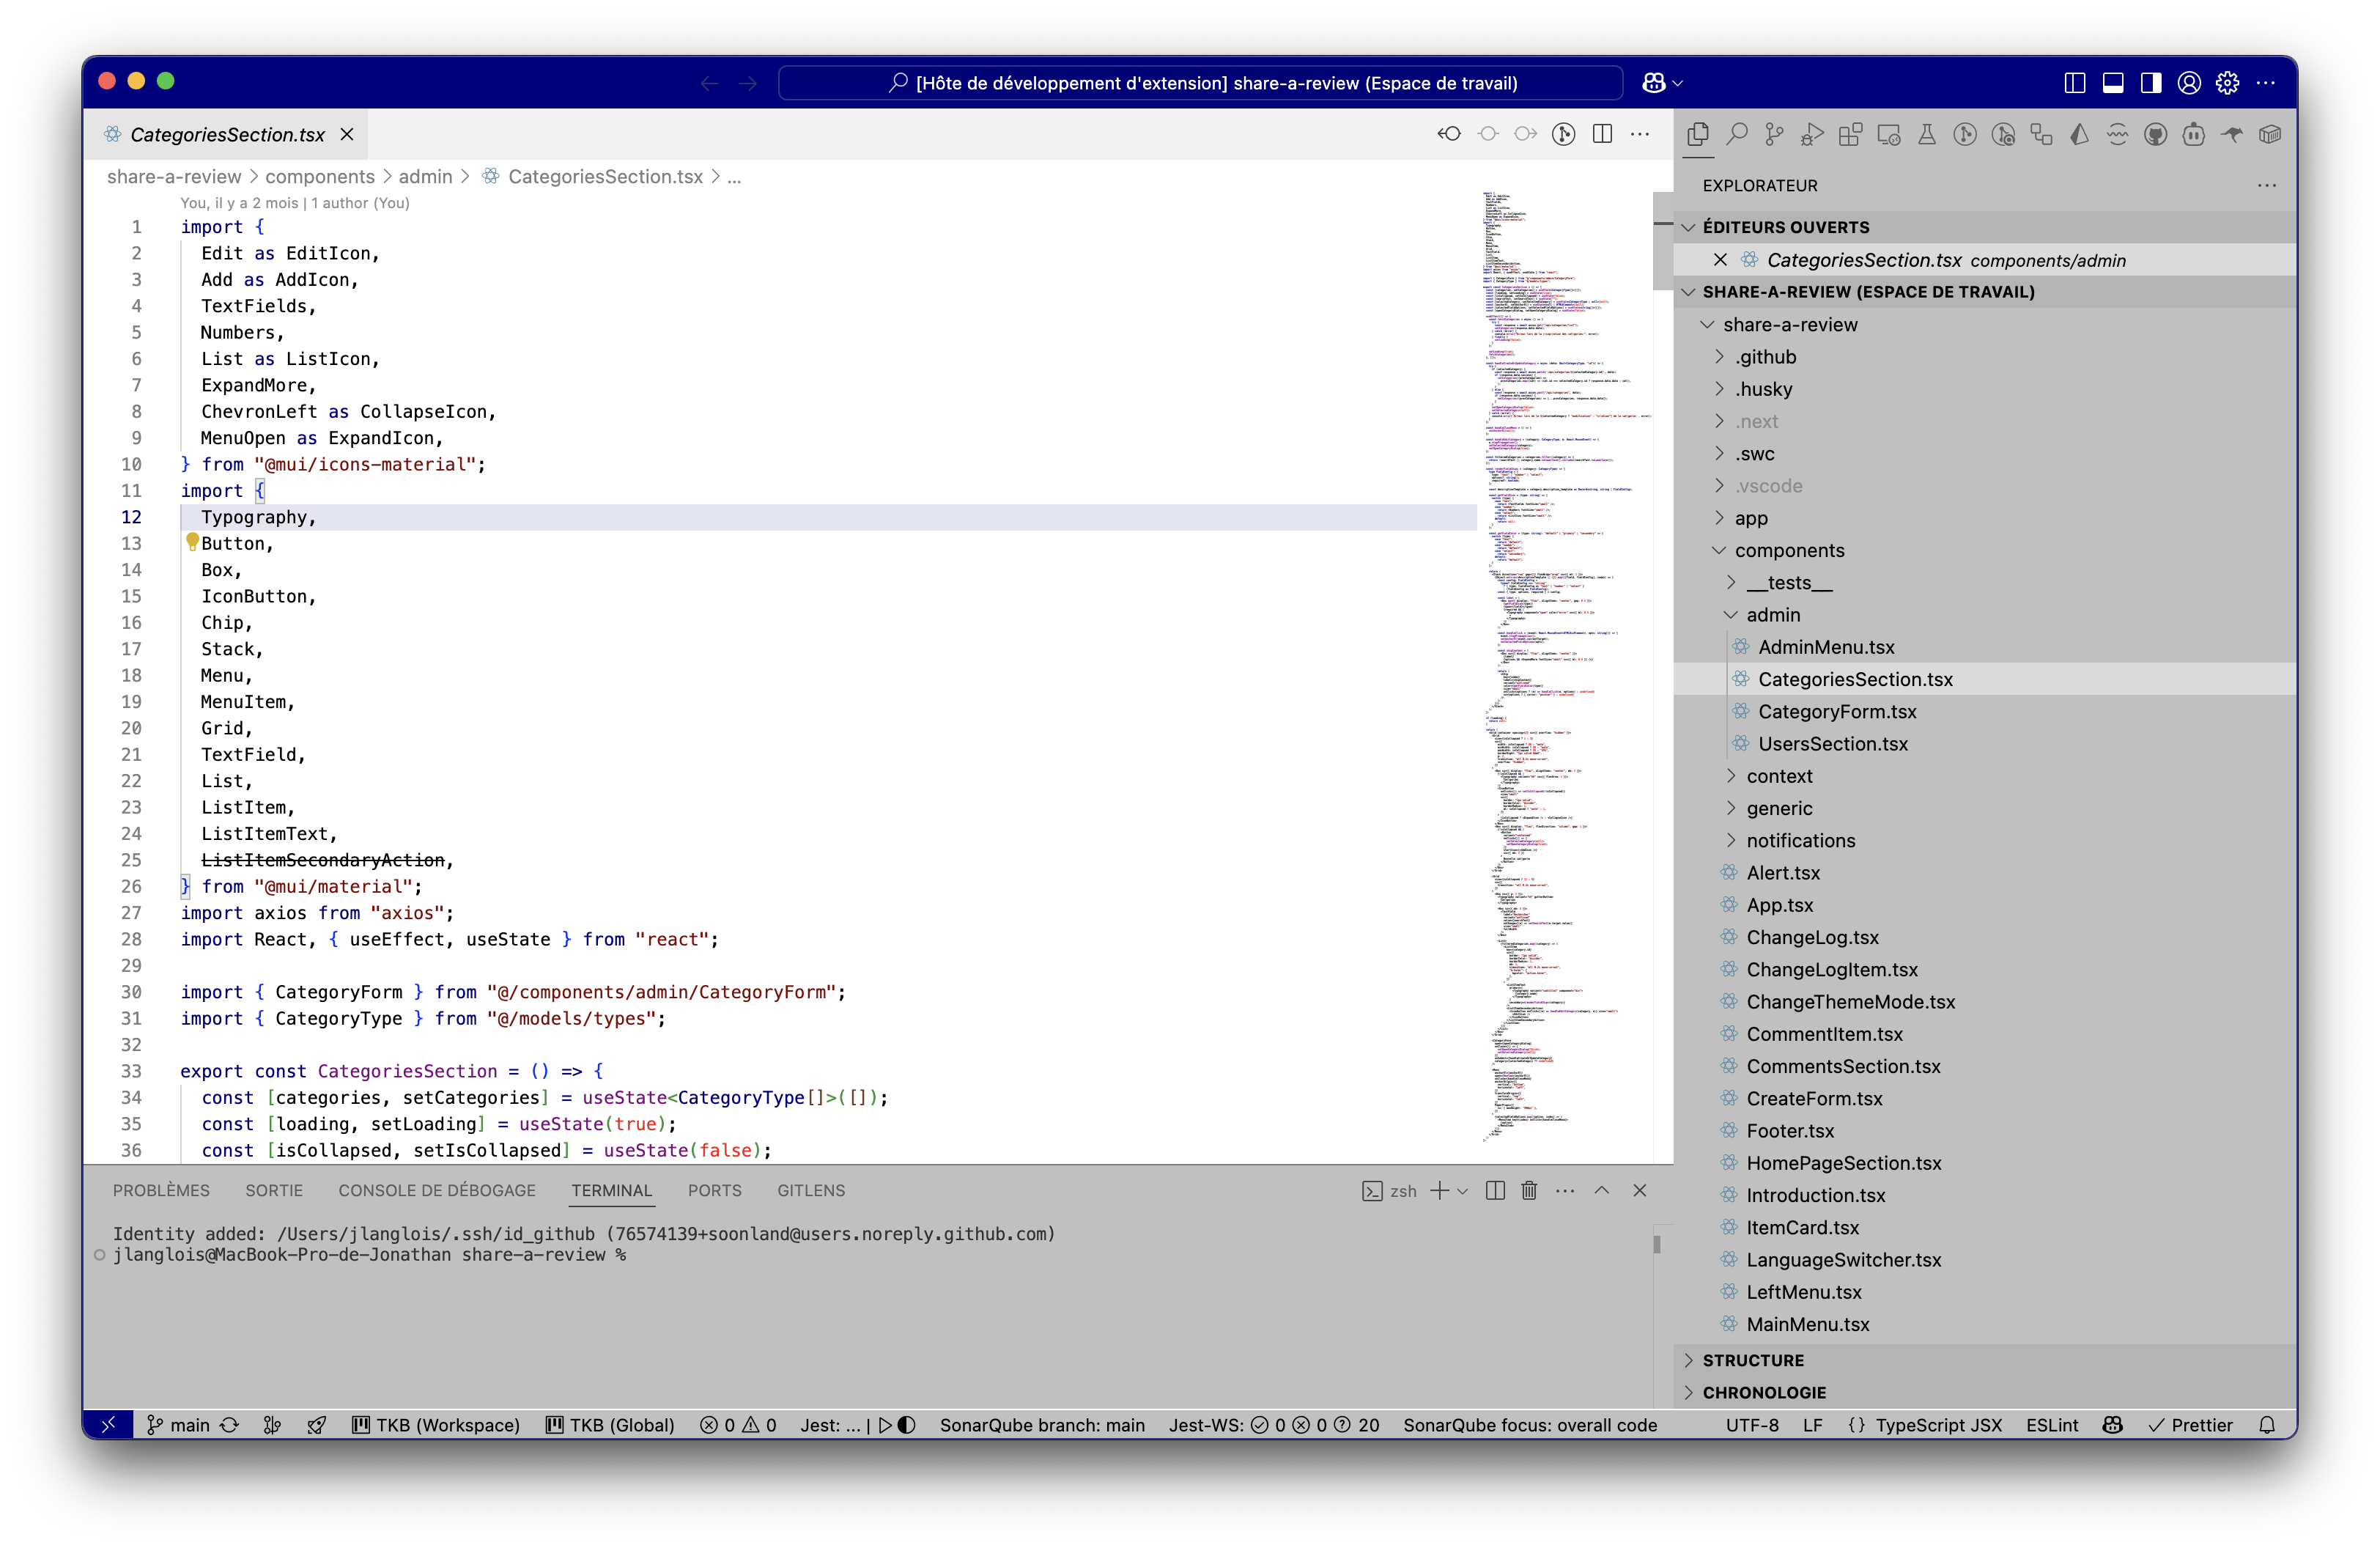 [Hôte de développement d'extension] share-a-review (Espace de travail)
CategoriesSection.tsx
share-a-review > components > admin > CategoriesSection.tsx > ...
You, il y a 2 mois | 1 author (You)
1 import {
2 Edit as EditIcon,
3 Add as AddIcon,
4 TextFields,
5 Numbers,
6 List as ListIcon,
7 ExpandMore,
8 ChevronLeft as CollapseIcon,
9 MenuOpen as ExpandIcon,
10 } from "@mui/icons-material";
11 import {
12 Typography,
13 Button,
14 Box,
15 IconButton,
16 Chip,
17 Stack,
18 Menu,
19 MenuItem,
20 Grid,
21 TextField,
22 List,
23 ListItem,
24 ListItemText,
25 ListItemSecondaryAction,
26 } from "@mui/material";
27 import axios from "axios";
28 import React, { useEffect, useState } from "react";
29
30 import { CategoryForm } from "@/components/admin/CategoryForm";
31 import { CategoryType } from "@/models/types";
32
33 export const CategoriesSection = () => {
34 const [categories, setCategories] = useState<CategoryType[]>([]);
35 const [loading, setLoading] = useState(true);
36 const [isCollapsed, setIsCollapsed] = useState(false);
PROBLÈMES SORTIE CONSOLE DE DÉBOGAGE TERMINAL PORTS GITLENS
zsh
Identity added: /Users/jlanglois/.ssh/id_github (76574139+soonland@users.noreply.github.com)
jlanglois@MacBook-Pro-de-Jonathan share-a-review %
EXPLORATEUR
ÉDITEURS OUVERTS
CategoriesSection.tsx components/admin
SHARE-A-REVIEW (ESPACE DE TRAVAIL)
share-a-review
.github
.husky
.next
.swc
.vscode
app
components
__tests__
admin
AdminMenu.tsx
CategoriesSection.tsx
CategoryForm.tsx
UsersSection.tsx
context
generic
notifications
Alert.tsx
App.tsx
ChangeLog.tsx
ChangeLogItem.tsx
ChangeThemeMode.tsx
CommentItem.tsx
CommentsSection.tsx
CreateForm.tsx
Footer.tsx
HomePageSection.tsx
Introduction.tsx
ItemCard.tsx
LanguageSwitcher.tsx
LeftMenu.tsx
MainMenu.tsx
STRUCTURE
CHRONOLOGIE
main TKB (Workspace) TKB (Global) 0 0 Jest: ... | SonarQube branch: main Jest-WS: 0 0 20 SonarQube focus: overall code UTF-8 LF {} TypeScript JSX ESLint Prettier